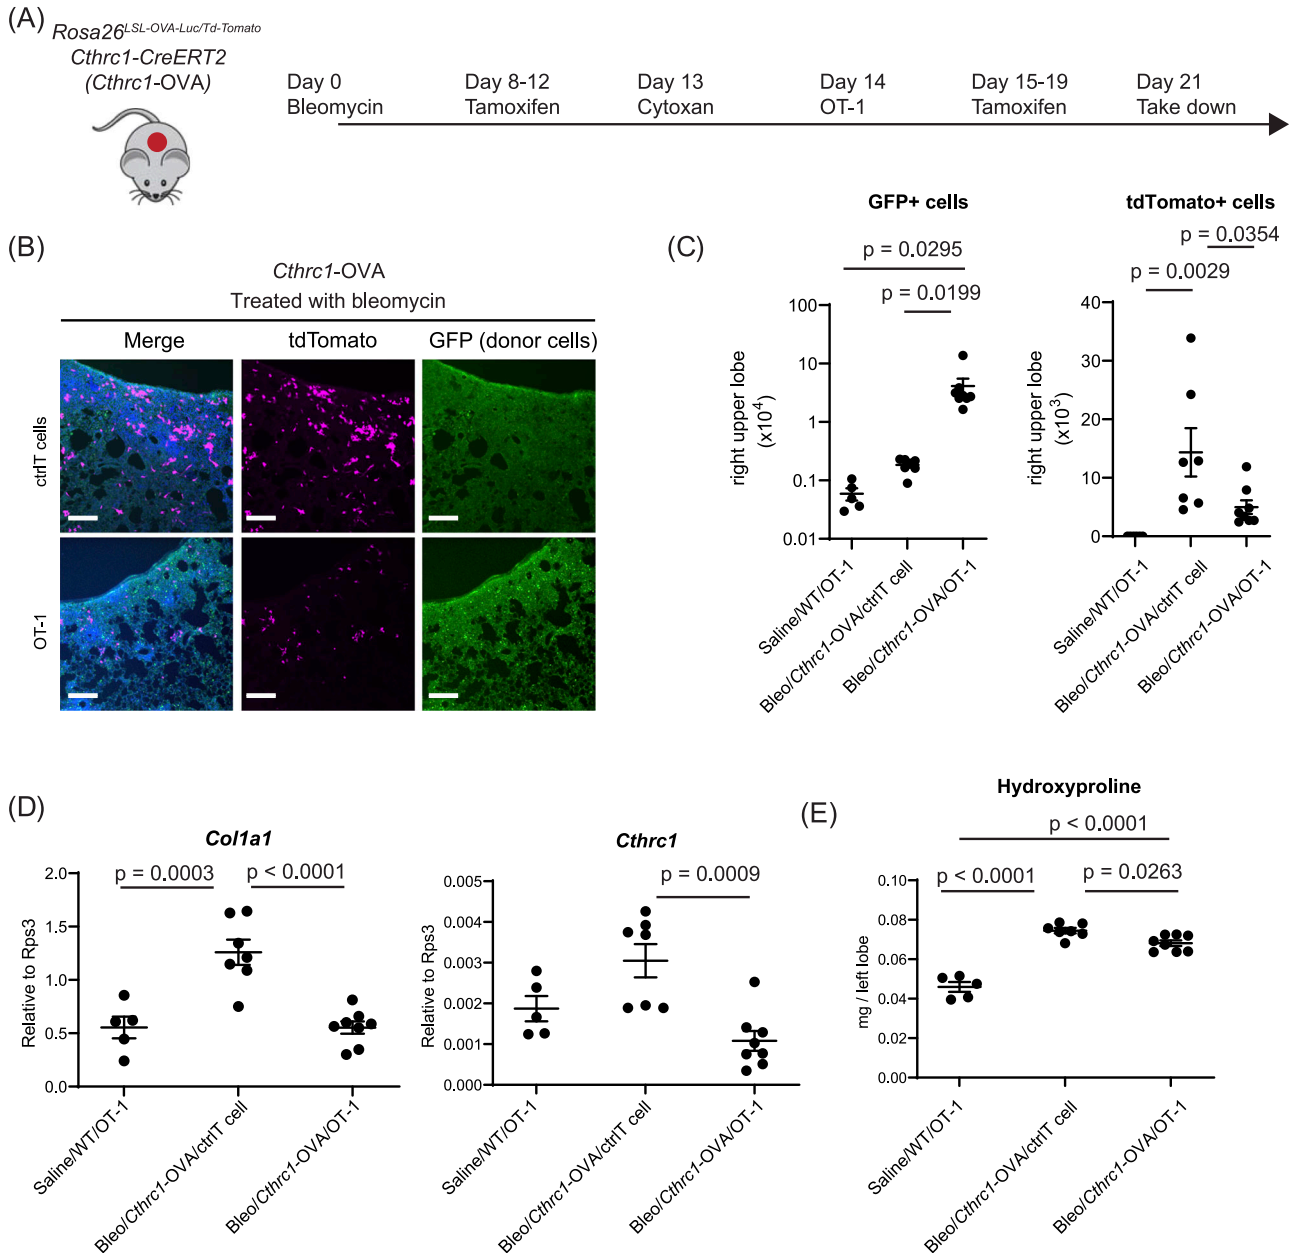 (A)
Rosa26LSL-OVA-Luc/Td-Tomato
Cthrc1-CreERT2
(Cthrc1-OVA)
Day 0
Bleomycin
Day 8-12
Tamoxifen
Day 13
Cytoxan
Day 14
OT-1
Day 15-19
Tamoxifen
Day 21
Take down
(B)
Cthrc1-OVA
Treated with bleomycin
Merge
tdTomato
GFP (donor cells)
ctrlT cells
OT-1
(C)
GFP+ cells
p = 0.0295
p = 0.0199
right upper lobe
(x10⁴)
100
10
1
0.1
0.01
Saline/WT/OT-1
Bleo/Cthrc1-OVA/ctrlT cell
Bleo/Cthrc1-OVA/OT-1
tdTomato+ cells
p = 0.0354
p = 0.0029
right upper lobe
(x10³)
40
30
20
10
0
Saline/WT/OT-1
Bleo/Cthrc1-OVA/ctrlT cell
Bleo/Cthrc1-OVA/OT-1
(D)
Col1a1
p = 0.0003
p < 0.0001
Relative to Rps3
2.0
1.5
1.0
0.5
0.0
Saline/WT/OT-1
Bleo/Cthrc1-OVA/ctrlT cell
Bleo/Cthrc1-OVA/OT-1
Cthrc1
p = 0.0009
Relative to Rps3
0.005
0.004
0.003
0.002
0.001
0.000
Saline/WT/OT-1
Bleo/Cthrc1-OVA/ctrlT cell
Bleo/Cthrc1-OVA/OT-1
(E)
Hydroxyproline
p < 0.0001
p < 0.0001
p = 0.0263
mg / left lobe
0.10
0.08
0.06
0.04
0.02
0.00
Saline/WT/OT-1
Bleo/Cthrc1-OVA/ctrlT cell
Bleo/Cthrc1-OVA/OT-1